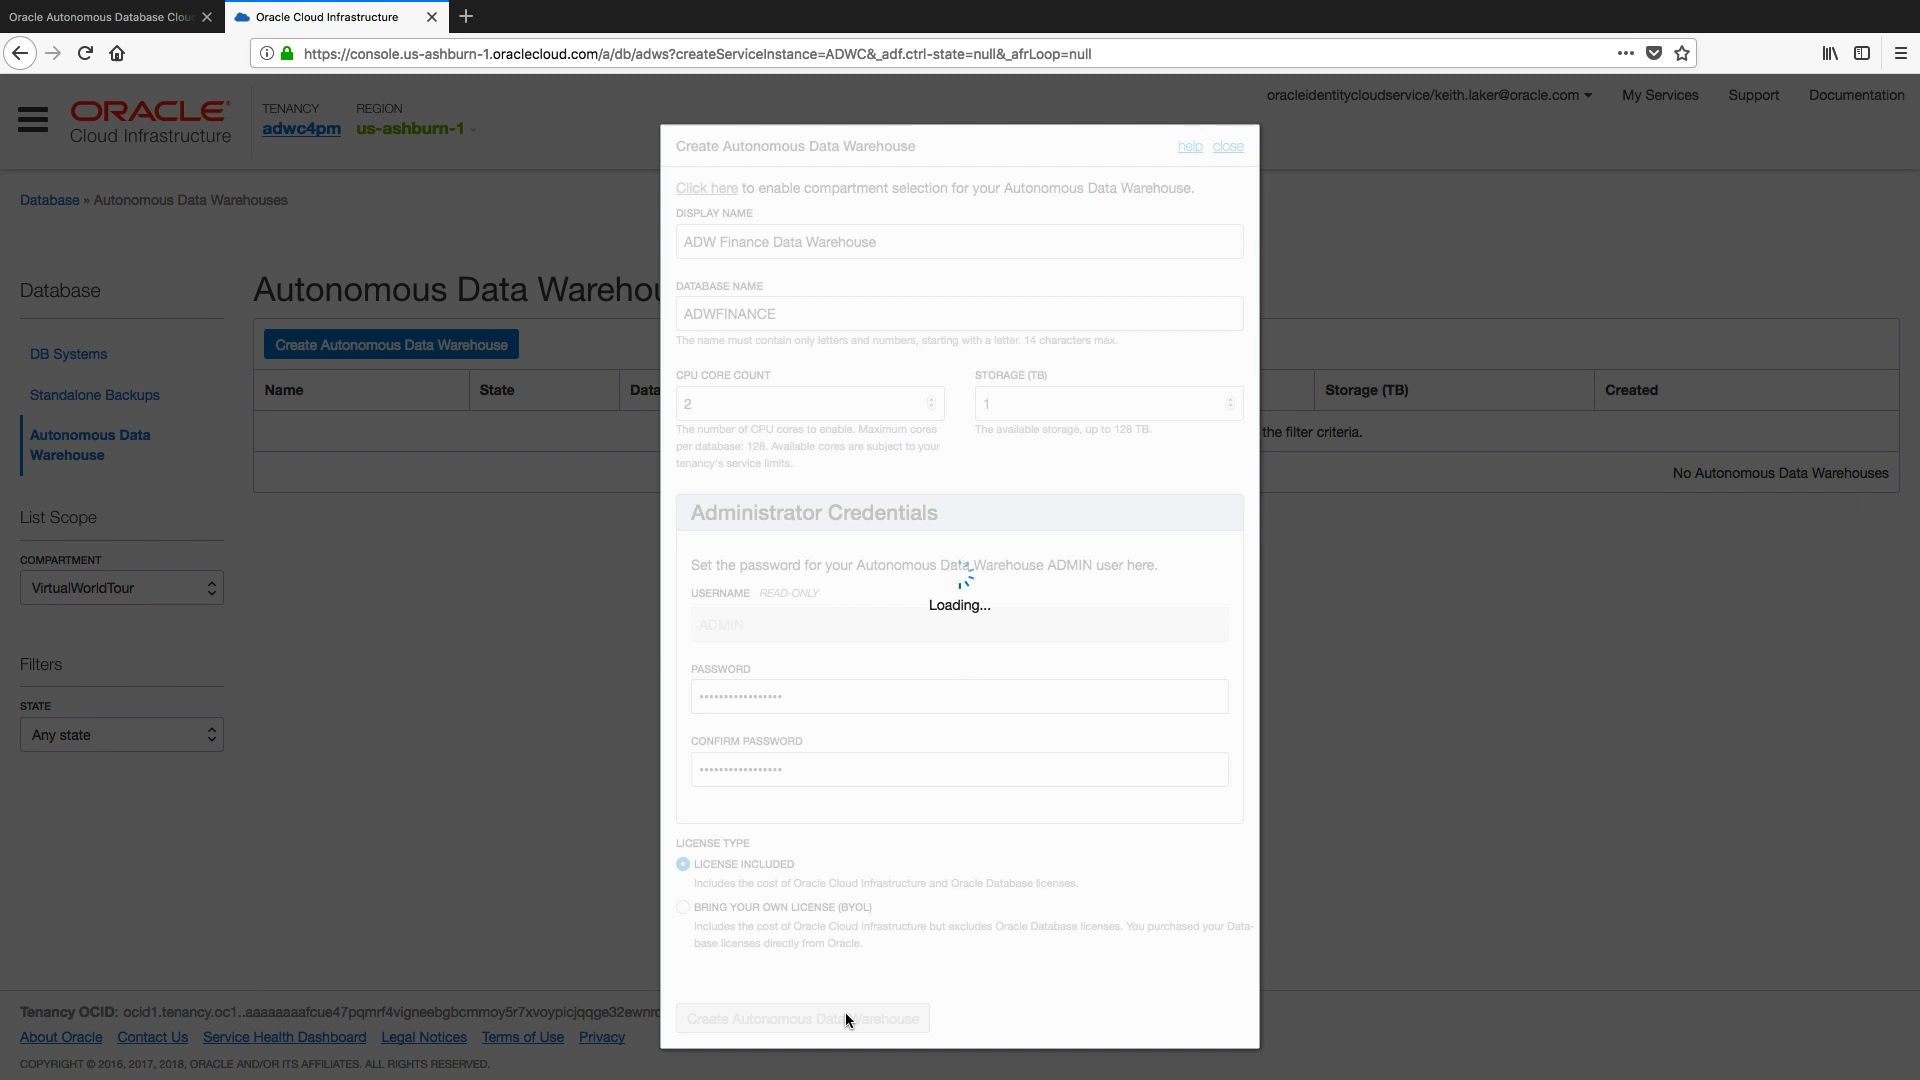 Oracle Autonomous Database Clou
Oracle Cloud Infrastructure
https://console.us-ashburn-1.oraclecloud.com/a/db/adws?createServiceInstance=ADWC&_adf.ctrl-state=null&_afrLoop=null
ORACLE
Cloud Infrastructure
TENANCY
adwc4pm
REGION
us-ashburn-1
oracleidentitycloudservice/keith.laker@oracle.com
My Services
Support
Documentation
Database » Autonomous Data Warehouses
Database
DB Systems
Standalone Backups
Autonomous Data
Warehouse
List Scope
COMPARTMENT
VirtualWorldTour
Filters
STATE
Any state
Autonomous Data Warehou
Create Autonomous Data Warehouse
Name
State
Data
Storage (TB)
Created
the filter criteria.
No Autonomous Data Warehouses
Create Autonomous Data Warehouse
help
close
Click here to enable compartment selection for your Autonomous Data Warehouse.
DISPLAY NAME
ADW Finance Data Warehouse
DATABASE NAME
ADWFINANCE
The name must contain only letters and numbers, starting with a letter. 14 characters max.
CPU CORE COUNT
2
The number of CPU cores to enable. Maximum cores
per database: 128. Available cores are subject to your
tenancy's service limits.
STORAGE (TB)
1
The available storage, up to 128 TB.
Administrator Credentials
Set the password for your Autonomous Data Warehouse ADMIN user here.
Loading...
USERNAME READ-ONLY
ADMIN
PASSWORD
•••••••••••••••••
CONFIRM PASSWORD
•••••••••••••••••
LICENSE TYPE
LICENSE INCLUDED
Includes the cost of Oracle Cloud Infrastructure and Oracle Database licenses.
BRING YOUR OWN LICENSE (BYOL)
Includes the cost of Oracle Cloud Infrastructure but excludes Oracle Database licenses. You purchased your Data-
base licenses directly from Oracle.
Create Autonomous Data Warehouse
Tenancy OCID: ocid1.tenancy.oc1..aaaaaaaafcue47pqmrf4vigneebgbcmmoy5r7xvoypicjqqge32ewnrc
About Oracle
Contact Us
Service Health Dashboard
Legal Notices
Terms of Use
Privacy
COPYRIGHT © 2016, 2017, 2018, ORACLE AND/OR ITS AFFILIATES. ALL RIGHTS RESERVED.